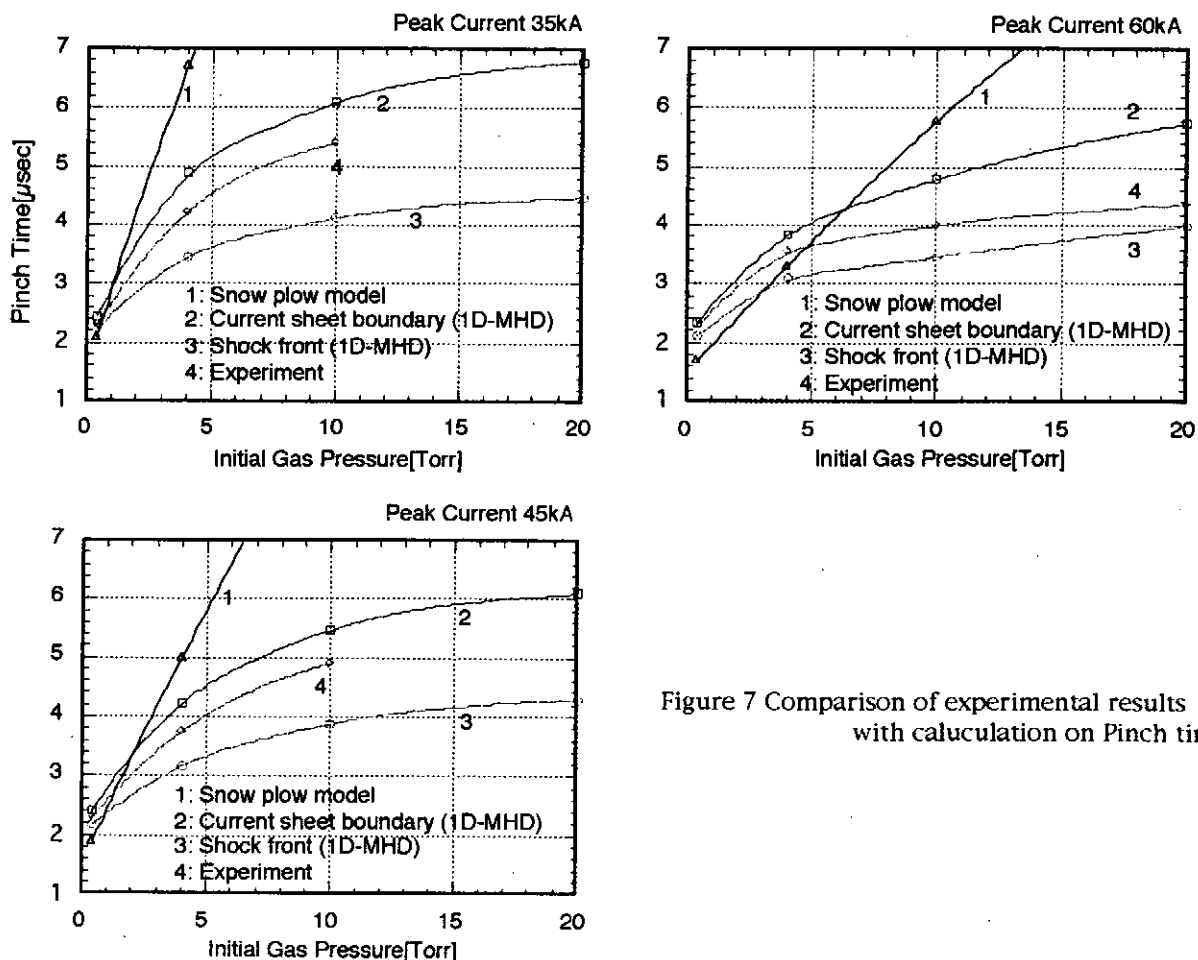 Peak Current 35kA
7
6
5
4
3
2
1
Pinch Time[μsec]
1
2
4
3
1: Snow plow model
2: Current sheet boundary (1D-MHD)
3: Shock front (1D-MHD)
4: Experiment
0 5 10 15 20
Initial Gas Pressure[Torr]
Peak Current 60kA
7
6
5
4
3
2
1
1
2
4
3
1: Snow plow model
2: Current sheet boundary (1D-MHD)
3: Shock front (1D-MHD)
4: Experiment
0 5 10 15 20
Initial Gas Pressure[Torr]
Peak Current 45kA
7
6
5
4
3
2
1
1
2
4
3
1: Snow plow model
2: Current sheet boundary (1D-MHD)
3: Shock front (1D-MHD)
4: Experiment
0 5 10 15 20
Initial Gas Pressure[Torr]
Figure 7 Comparison of experimental results
with caluculation on Pinch